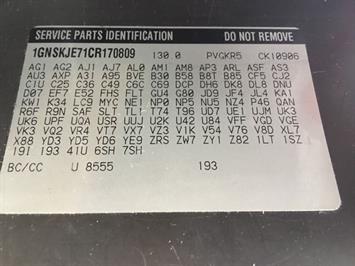 SERVICE PARTS IDENTIFICATION DO NOT REMOVE
1GNSKJE71CR170809 130.0 PVGKR5 CK10906
AG1 AG2 AJ1 AJ7 AL0 AM1 AM8 AP3 ARL ASF AS3
AU3 AXP A31 A95 BVE B30 B58 B8T B85 CF5 CJ2
C1U C25 C36 C49 C6C C69 DCP DH6 DK8 DL8 DNU
D07 EF7 E52 FHS FLT GU4 G80 JD9 JF4 JL4 KA1
KW1 K34 LC9 MYC NE1 NP0 NP5 NU5 NZ4 P46 PDT
R6F R9N SAF SLT TL1 T74 T96 UD7 UE1 UJM UJN
UK6 UPF UQA USR UUJ U2K U42 U84 VFF VGD VGE
VK3 VQ2 VR4 VT7 VX7 VZ3 V1K V54 V76 V8D XL7
X88 YD3 YD5 YD6 YE9 ZRS ZW7 ZY1 Z82 1LT 1SZ
19I 193 4IU 6SH 7SH
BC/CC U 8555 193